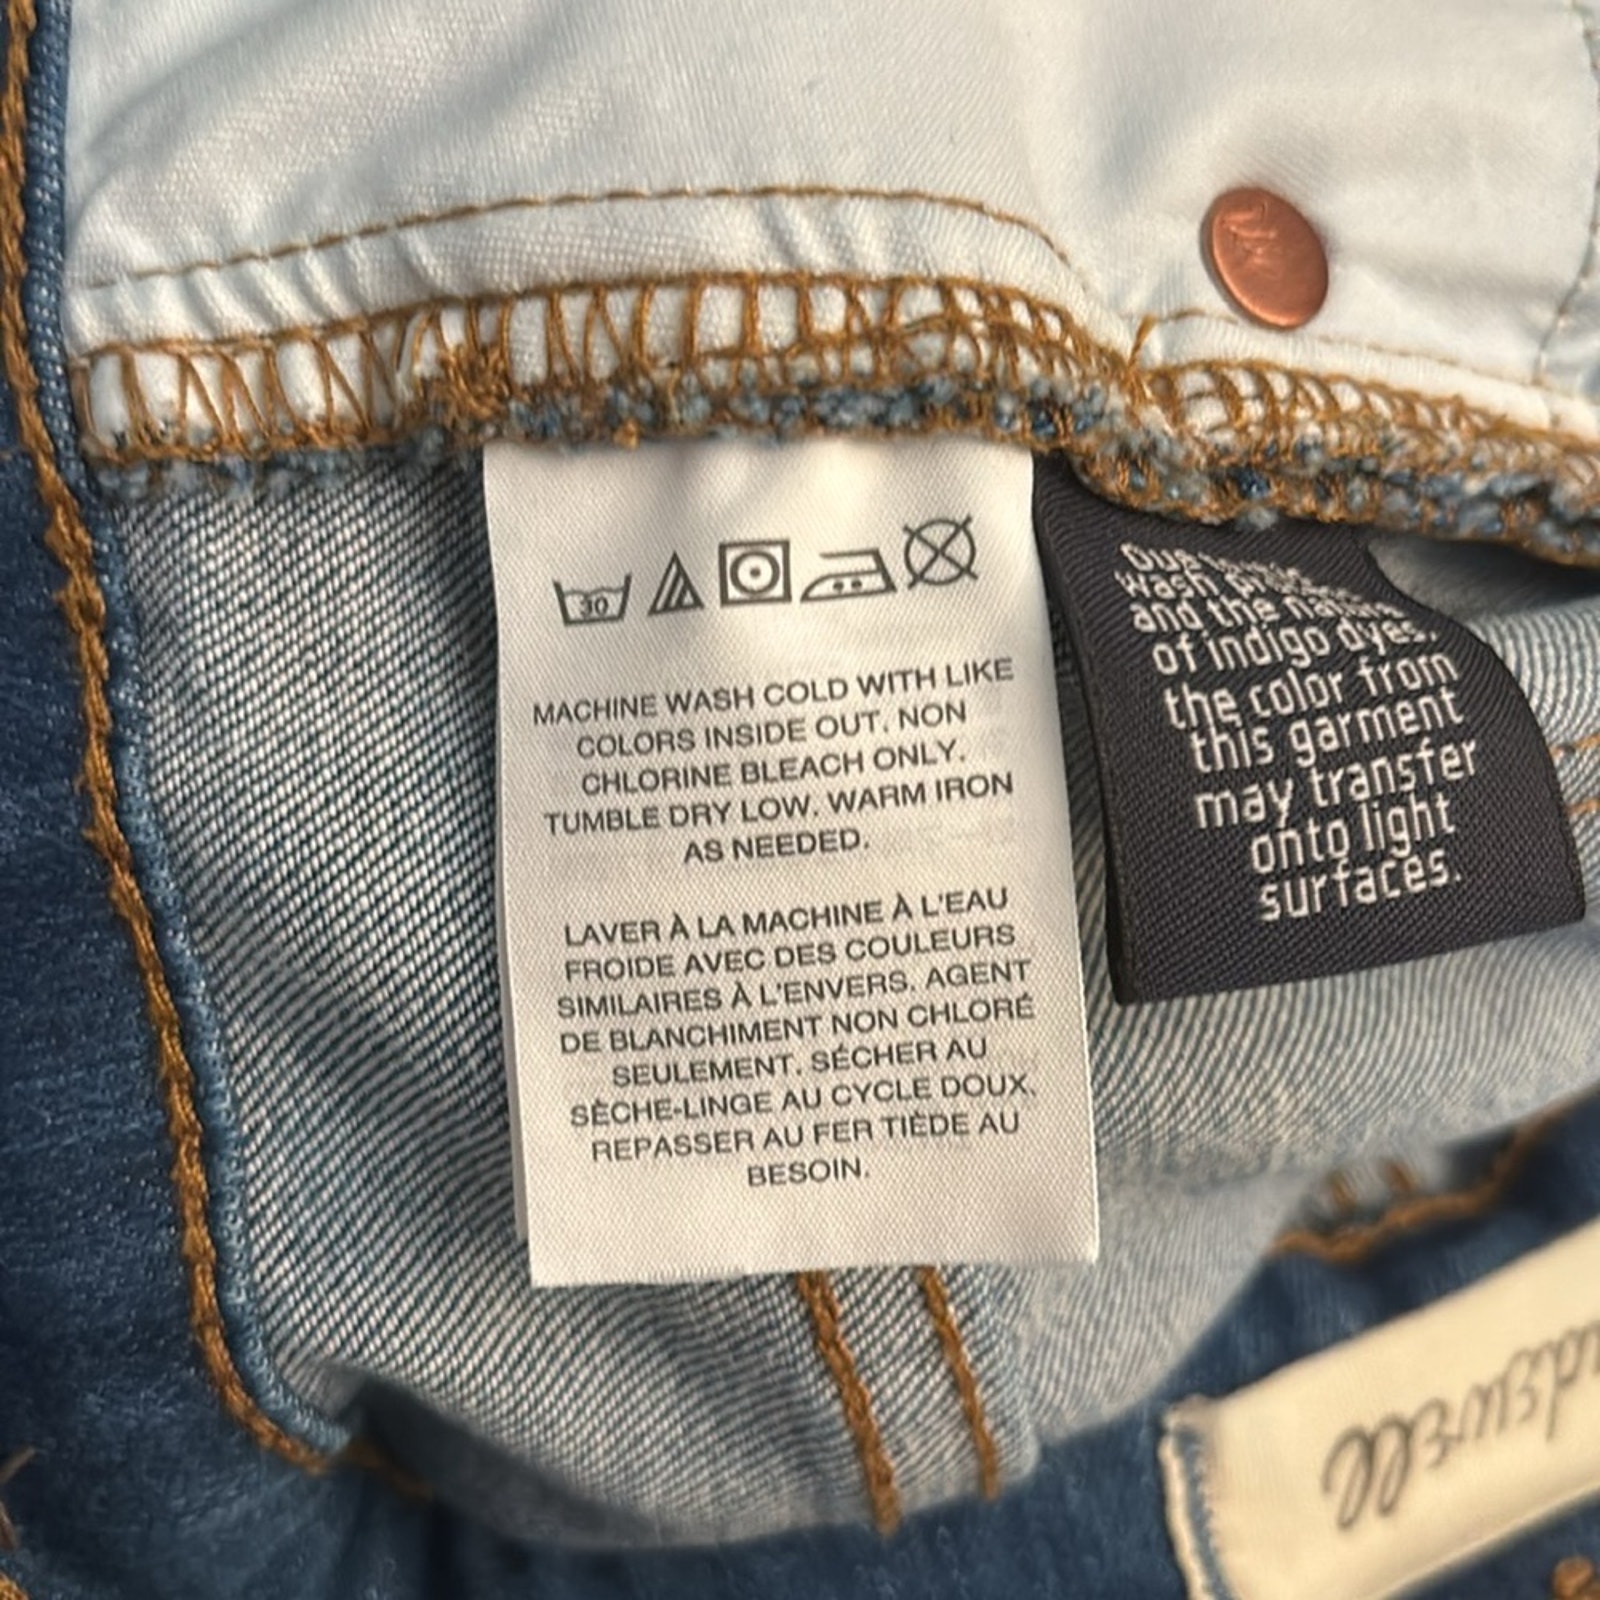 30
MACHINE WASH COLD WITH LIKE
COLORS INSIDE OUT. NON
CHLORINE BLEACH ONLY.
TUMBLE DRY LOW. WARM IRON
AS NEEDED.
LAVER À LA MACHINE À L'EAU
FROIDE AVEC DES COULEURS
SIMILAIRES À L'ENVERS. AGENT
DE BLANCHIMENT NON CHLORÉ
SEULEMENT. SÉCHER AU
SÈCHE-LINGE AU CYCLE DOUX.
REPASSER AU FER TIÈDE AU
BESOIN.
Due
wash
and the nature
of indigo dyes,
the color from
this garment
may transfer
onto light
surfaces.